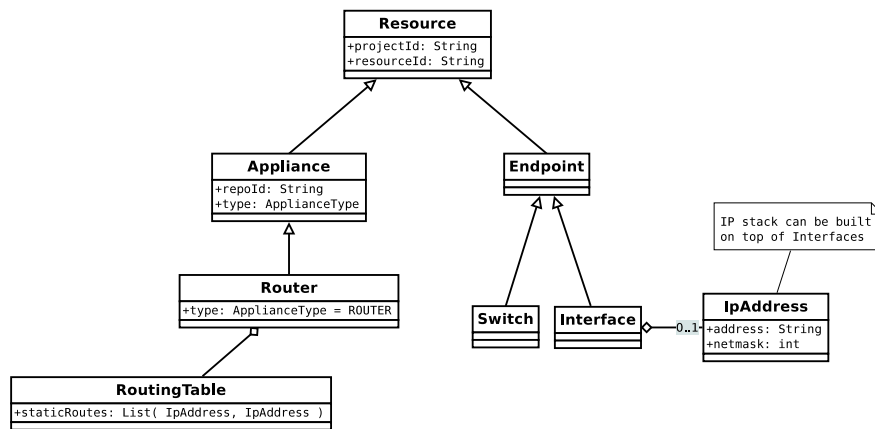 Resource
+projectId: String
+resourceId: String
Appliance
+repoId: String
+type: ApplianceType
Endpoint
IP stack can be built
on top of Interfaces
Router
+type: ApplianceType = ROUTER
Switch
Interface
0..1
IpAddress
+address: String
+netmask: int
RoutingTable
+staticRoutes: List( IpAddress, IpAddress )